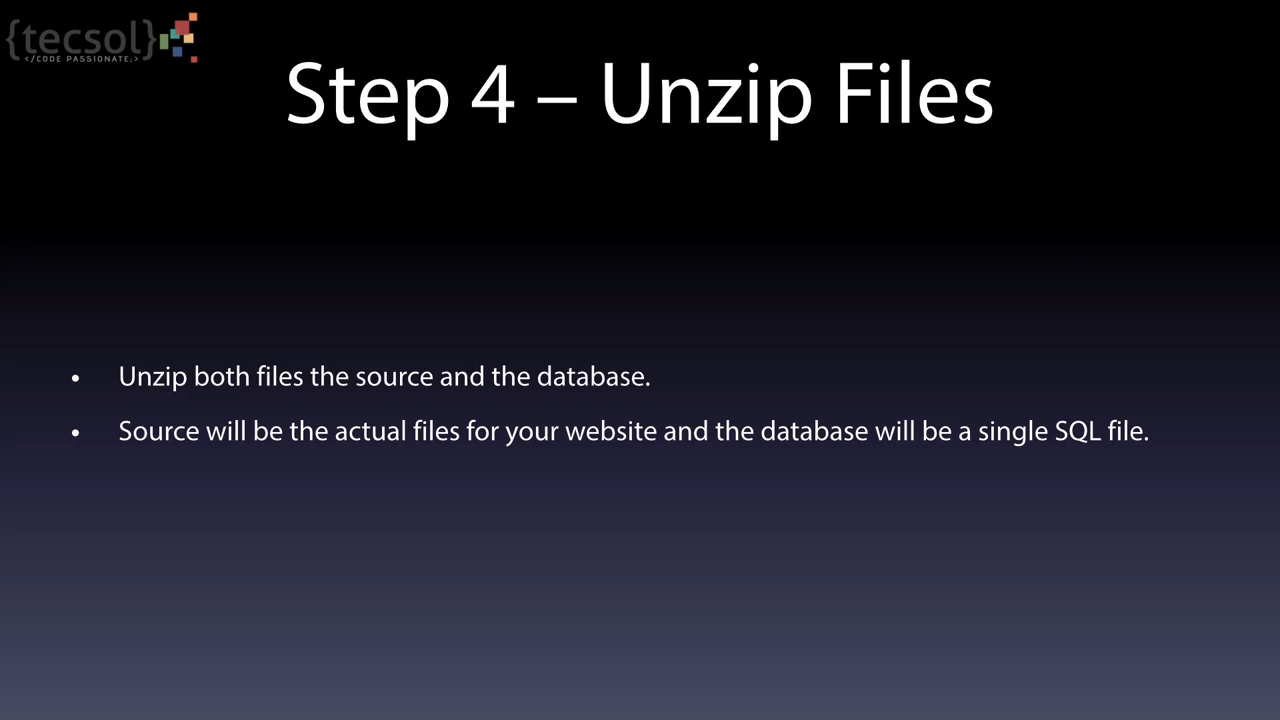 {tecsol}
</CODE PASSIONATE;>
Step 4 – Unzip Files
• Unzip both files the source and the database.
• Source will be the actual files for your website and the database will be a single SQL file.